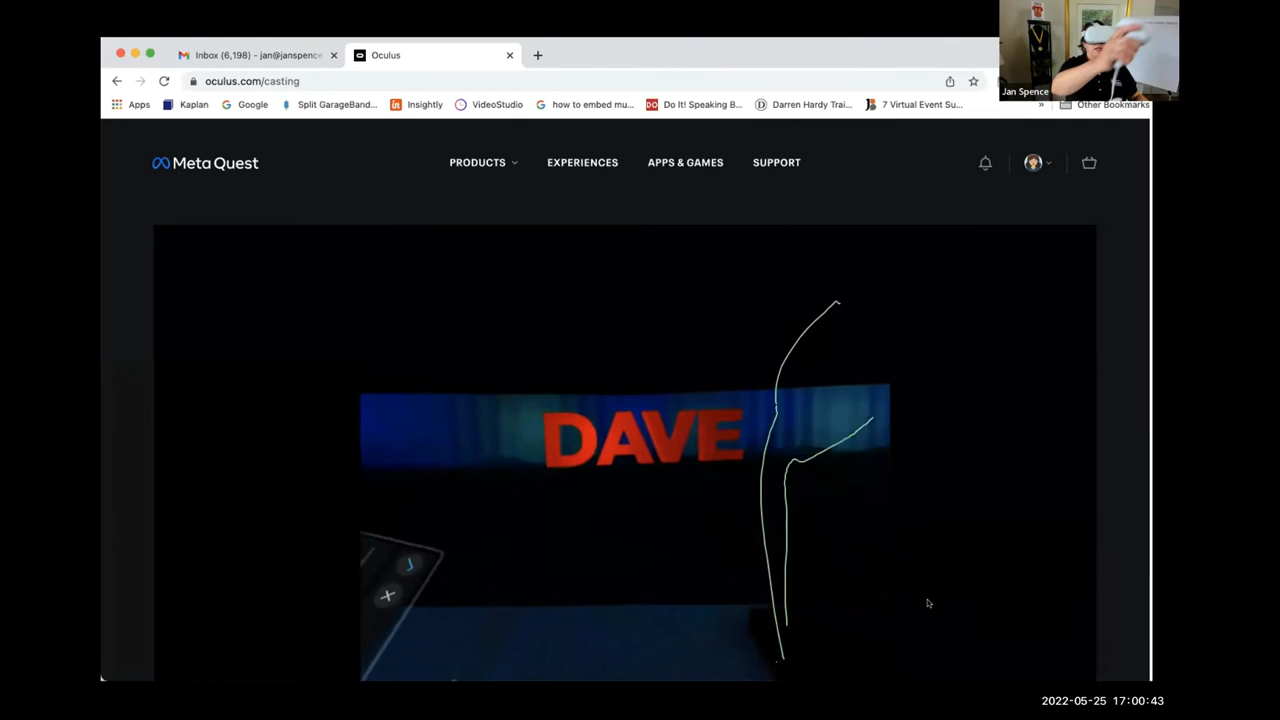 Inbox (6,198) - jan@janspence
Oculus
oculus.com/casting
Apps
Kaplan
Google
Split GarageBand...
Insightly
VideoStudio
how to embed mu...
Do It! Speaking B...
Darren Hardy Trai...
7 Virtual Event Su...
»
Other Bookmarks
Jan Spence
Meta Quest
PRODUCTS
EXPERIENCES
APPS & GAMES
SUPPORT
DAVE
2022-05-25 17:00:43